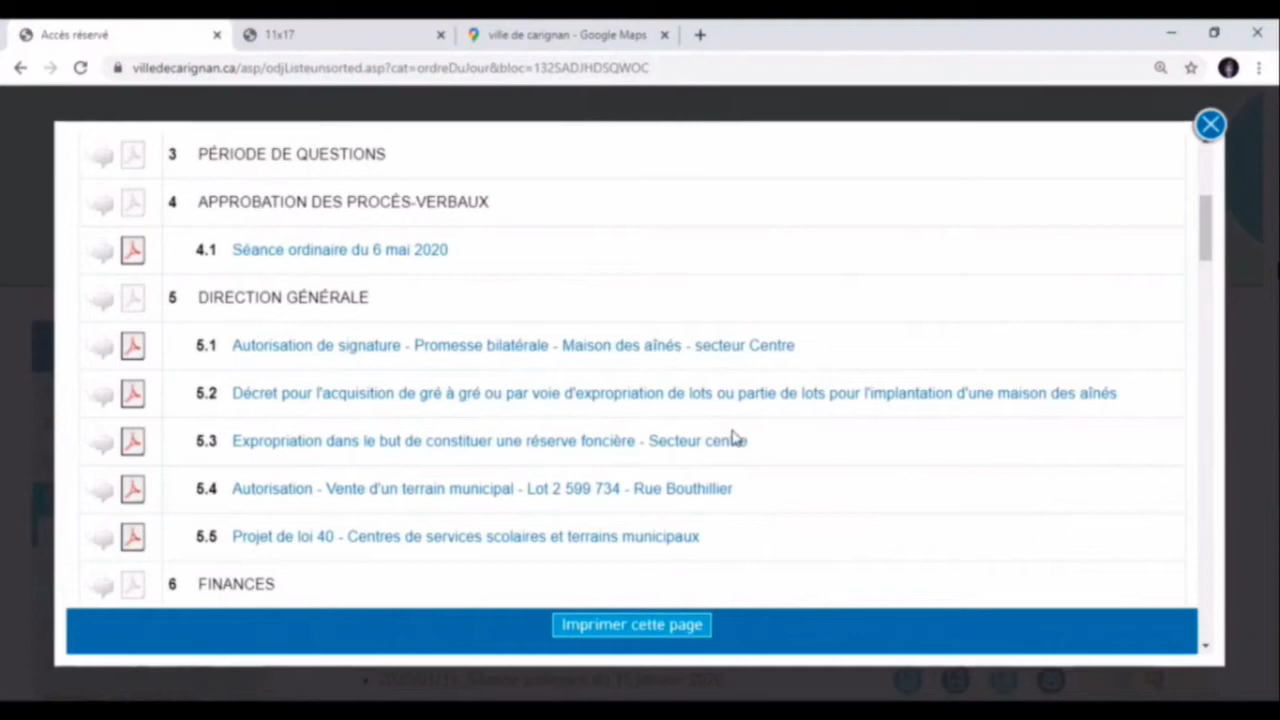 Accès réservé
11x17
ville de carignan - Google Maps
villedecarignan.ca/asp/odjListeunsorted.asp?cat=ordreDuJour&bloc=132SADJHDSQWOC
3 PÉRIODE DE QUESTIONS
4 APPROBATION DES PROCÈS-VERBAUX
4.1 Séance ordinaire du 6 mai 2020
5 DIRECTION GÉNÉRALE
5.1 Autorisation de signature - Promesse bilatérale - Maison des aînés - secteur Centre
5.2 Décret pour l'acquisition de gré à gré ou par voie d'expropriation de lots ou partie de lots pour l'implantation d'une maison des aînés
5.3 Expropriation dans le but de constituer une réserve foncière - Secteur centre
5.4 Autorisation - Vente d'un terrain municipal - Lot 2 599 734 - Rue Bouthillier
5.5 Projet de loi 40 - Centres de services scolaires et terrains municipaux
6 FINANCES
Imprimer cette page